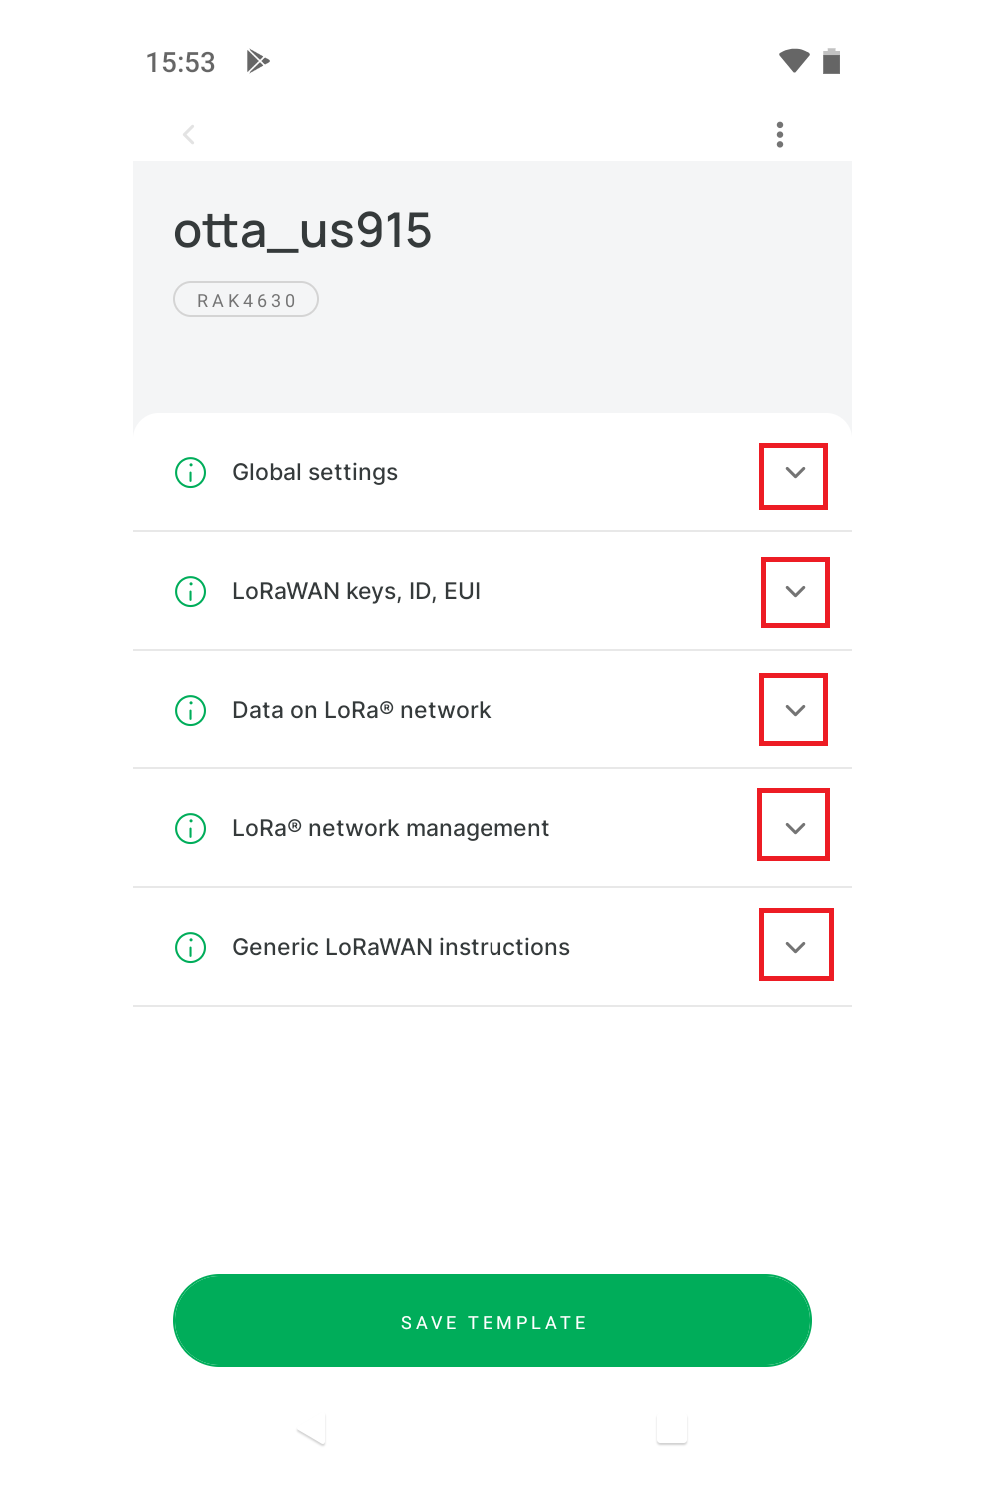 15:53
otta_us915
RAK4630
Global settings
LoRaWAN keys, ID, EUI
Data on LoRa® network
LoRa® network management
Generic LoRaWAN instructions
SAVE TEMPLATE